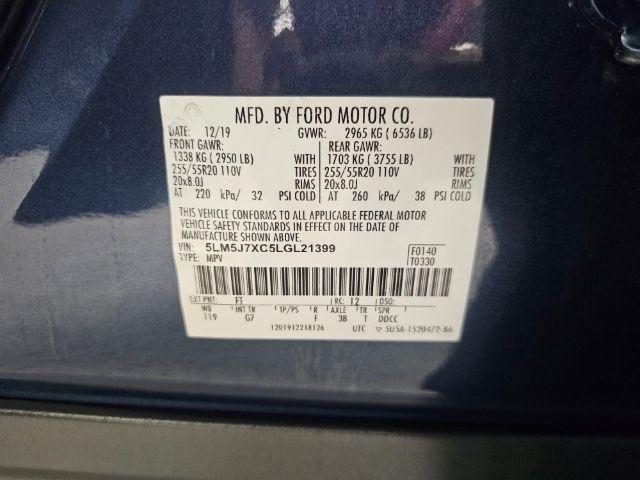 MFD. BY FORD MOTOR CO.
DATE: 12/19 GVWR: 2965 KG ( 6536 LB)
FRONT GAWR: REAR GAWR:
1338 KG ( 2950 LB) 1703 KG ( 3755 LB)
255/55R20 110V TIRES 255/55R20 110V TIRES
20x8.0J RIMS 20x8.0J RIMS
AT 220 kPa/ 32 PSI COLD AT 260 kPa/ 38 PSI COLD
THIS VEHICLE CONFORMS TO ALL APPLICABLE FEDERAL MOTOR
VEHICLE SAFETY STANDARDS IN EFFECT ON THE DATE OF
MANUFACTURE SHOWN ABOVE.
VIN: 5LM5J7XC5LGL21399 F0140
TYPE: MPV T0330
EXT PNT: FT RC: 12 DSO:
WB INT TR TP/PS R AXLE TR SPR
119 G7 F 3B T DDCC
1201912218126 UTC ▽ 5U5A-1520472-BA